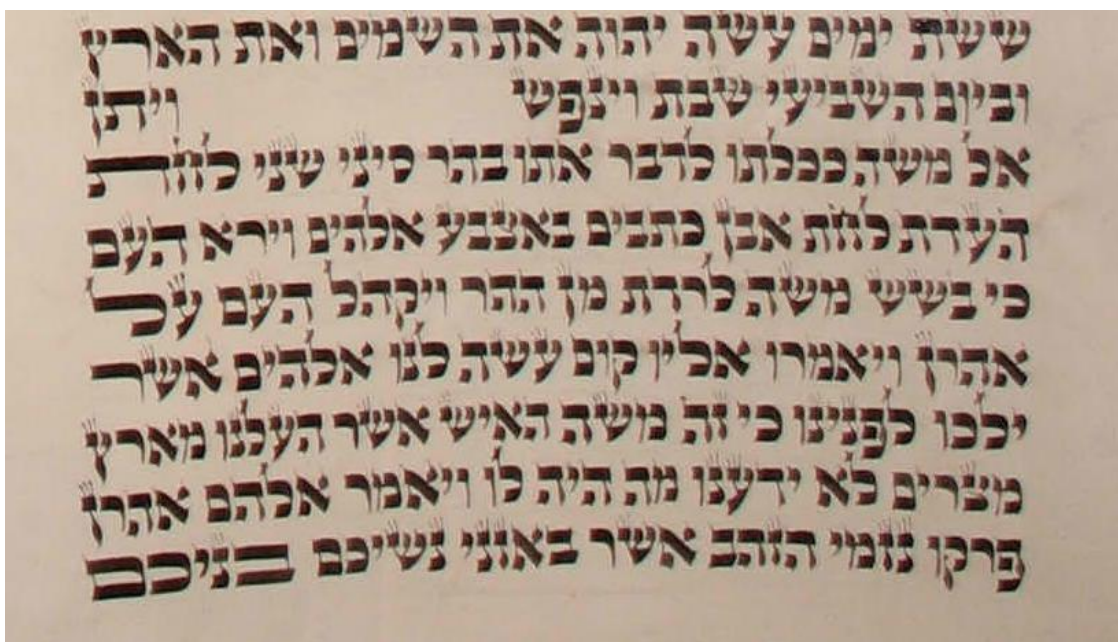 ששת ימים עשה יהוה את השמים ואת הארץ
וביום השביעי שבת וינפש ויתן
אל משה ככלתו לדבר אתו בהר סיני שני לחת
העדת לחת אבן כתבים באצבע אלהים וירא העם
כי בשש משה לרדת מן ההר ויקהל העם על
אהרן ויאמרו אליו קום עשה לנו אלהים אשר
ילכו לפנינו כי זה משה האיש אשר העלנו מארץ
מצרים לא ידענו מה היה לו ויאמר אלהם אהרן
פרקו נזמי הזהב אשר באזני נשיכם בניכם